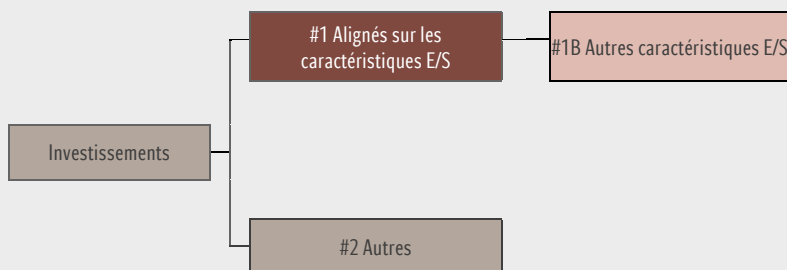 #1 Alignés sur les
caractéristiques E/S
#1B Autres caractéristiques E/S
Investissements
#2 Autres